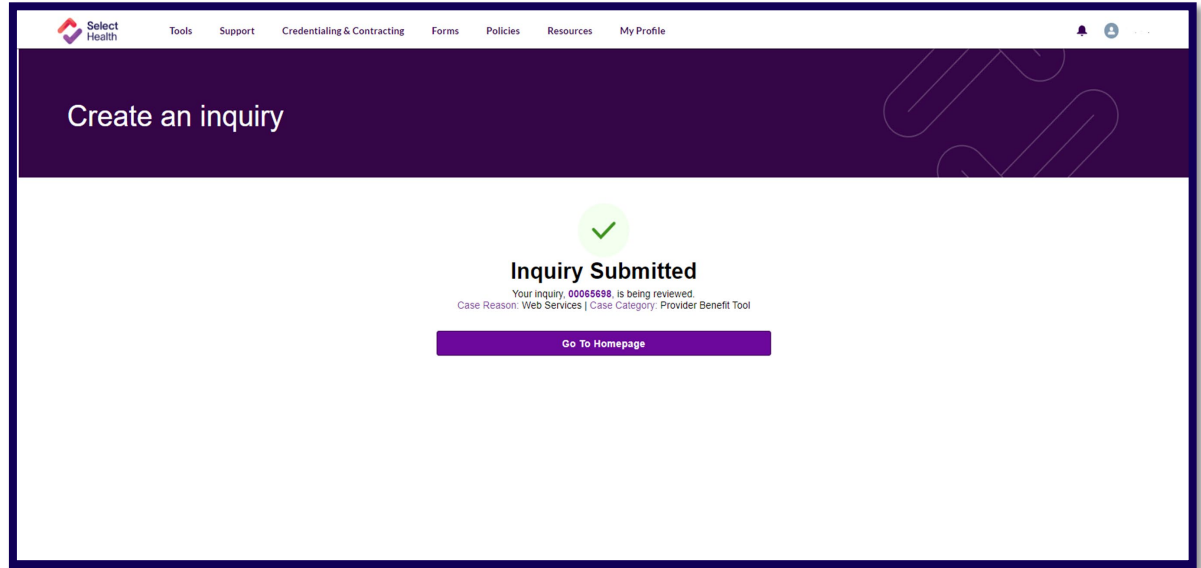 Select
Health
Tools Support Credentialing & Contracting Forms Policies Resources My Profile
Create an inquiry
Inquiry Submitted
Your inquiry, 00065698, is being reviewed.
Case Reason: Web Services | Case Category: Provider Benefit Tool
Go To Homepage